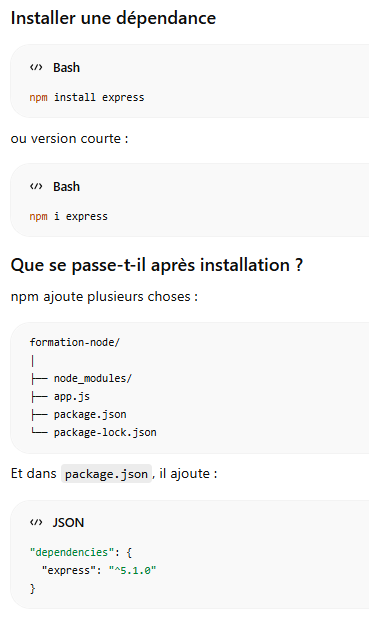 Installer une dépendance
</> Bash
npm install express
ou version courte :
</> Bash
npm i express
Que se passe-t-il après installation ?
npm ajoute plusieurs choses :
formation-node/
│
├── node_modules/
├── app.js
├── package.json
└── package-lock.json
Et dans package.json, il ajoute :
</> JSON
"dependencies": {
  "express": "^5.1.0"
}